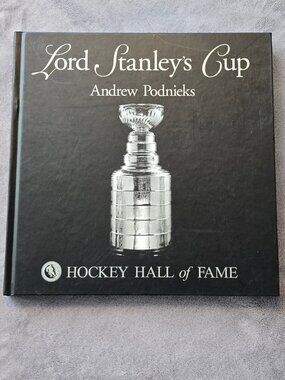 Lord Stanley's Cup
Andrew Podnieks
HOCKEY HALL of FAME